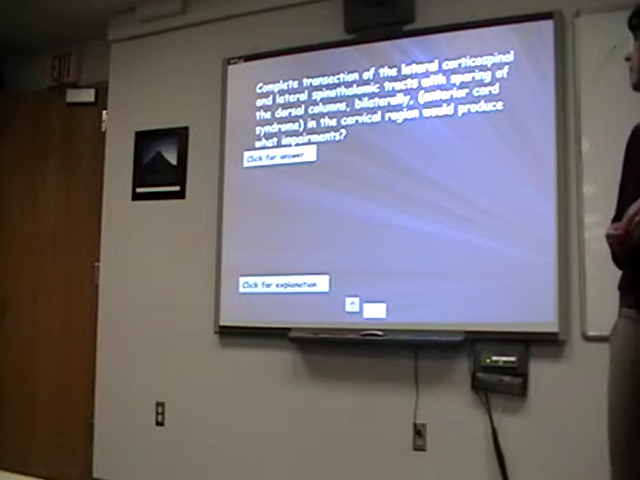 EXIT
Complete transection of the lateral corticospinal
and lateral spinothalamic tracts with sparing of
the dorsal columns, bilaterally, (anterior cord
syndrome) in the cervical region would produce
what impairments?
Click for answer
Click for explanation